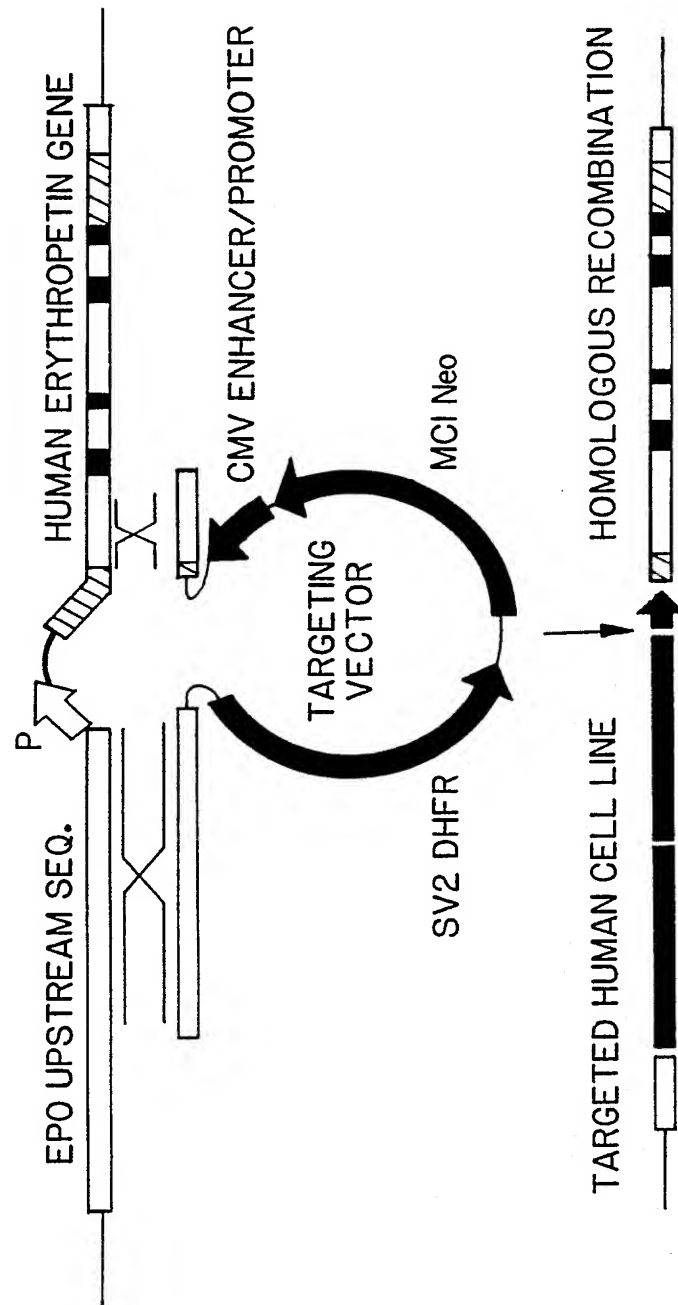 EPO UPSTREAM SEQ.
P
HUMAN ERYTHROPETIN GENE
CMV ENHANCER/PROMOTER
TARGETING
VECTOR
SV2 DHFR
MCI Neo
TARGETED HUMAN CELL LINE
HOMOLOGOUS RECOMBINATION